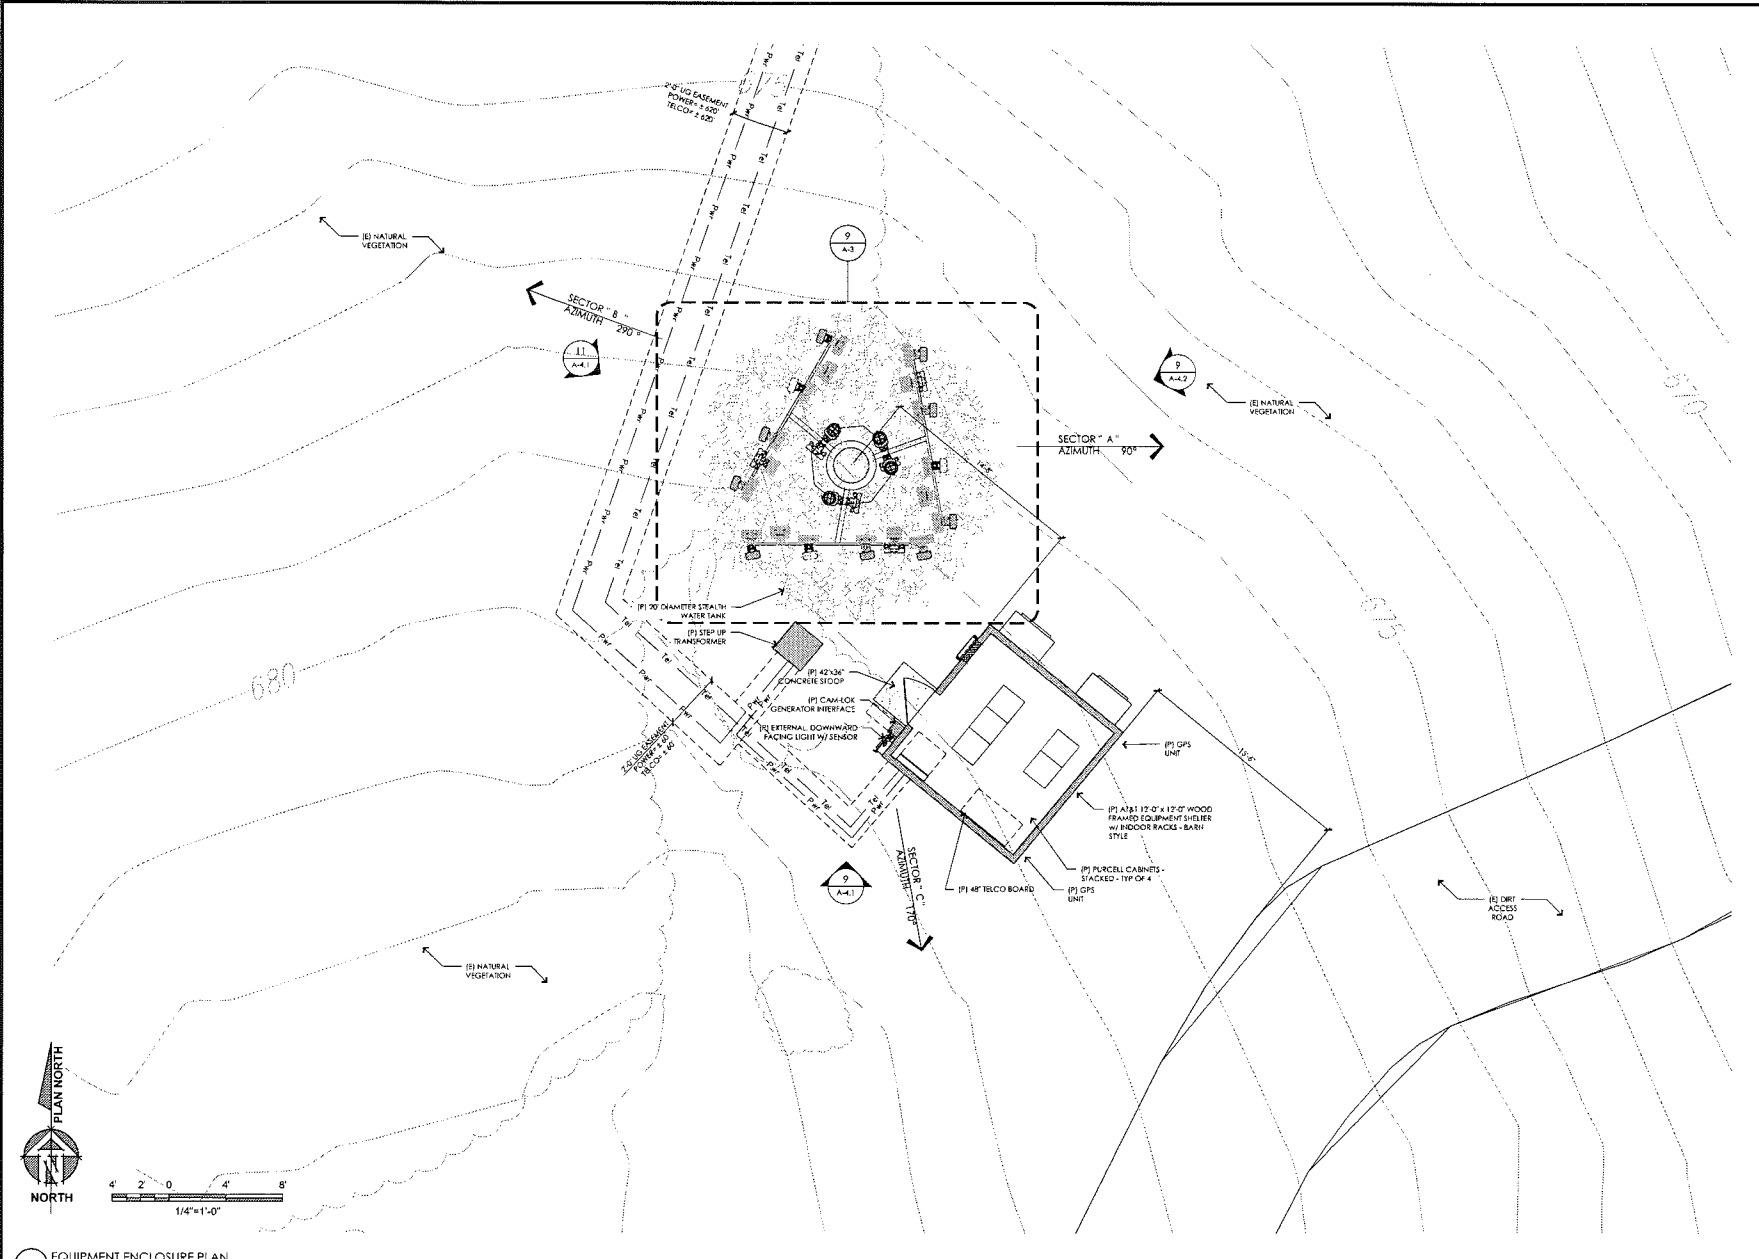 2'-0" UG EASEMENT
POWER= ± 620'
TELCO= ± 620'
Pwr
Tel
9
A-3
(E) NATURAL
VEGETATION
SECTOR " B "
AZIMUTH 290 °
11
A-4.1
9
A-4.2
(E) NATURAL
VEGETATION
610
SECTOR " A "
AZIMUTH 90°
14'-6"
675
(P) 20' DIAMETER STEALTH
WATER TANK
(P) STEP UP
TRANSFORMER
680
(P) 42"x36"
CONCRETE STOOP
(P) CAM-LOK
GENERATOR INTERFACE
(P) EXTERNAL, DOWNWARD
FACING LIGHT W/ SENSOR
UG EASEMENT
POWER= ± 60'
TELCO= ± 60'
(P) GPS
UNIT
15'-6"
(P) AT&T 12'-0" x 12'-0" WOOD
FRAMED EQUIPMENT SHELTER
W/ INDOOR RACKS - BARN
STYLE
(P) PURCELL CABINETS -
STACKED - TYP OF 4
(P) 48" TELCO BOARD
(P) GPS
UNIT
SECTOR " C "
AZIMUTH 170°
9
A-4.1
(E) DIRT
ACCESS
ROAD
(E) NATURAL
VEGETATION
PLAN NORTH
N
NORTH
4' 2' 0 4' 8'
1/4"=1'-0"
EQUIPMENT ENCLOSURE PLAN